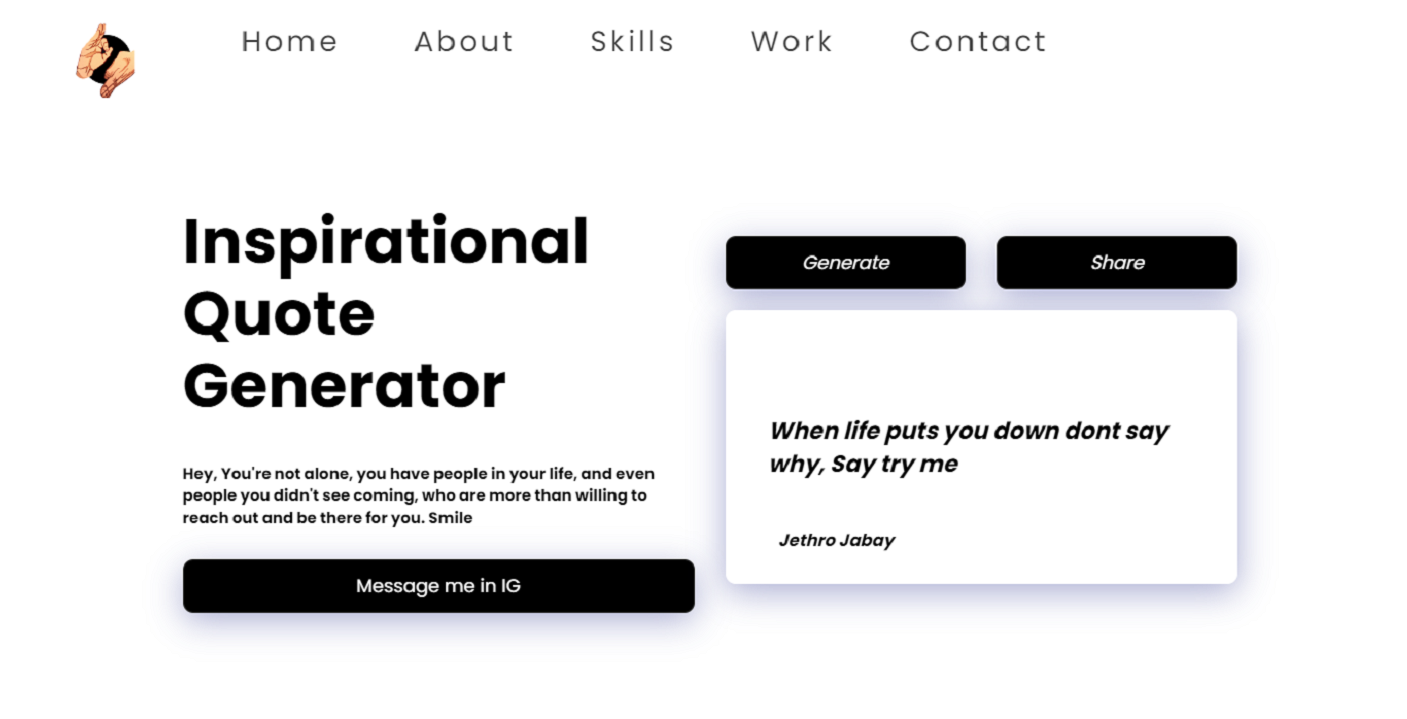 Home About Skills Work Contact
Inspirational
Quote
Generator
Hey, You're not alone, you have people in your life, and even
people you didn't see coming, who are more than willing to
reach out and be there for you. Smile
Message me in IG
Generate Share
When life puts you down dont say
why, Say try me
Jethro Jabay